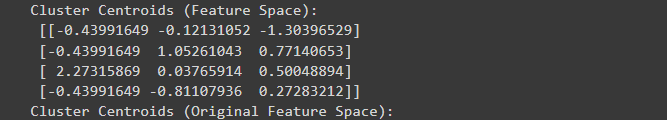 Cluster Centroids (Feature Space):
[[-0.43991649 -0.12131052 -1.30396529]
[-0.43991649 1.05261043 0.77140653]
[ 2.27315869 0.03765914 0.50048894]
[-0.43991649 -0.81107936 0.27283212]]
Cluster Centroids (Original Feature Space):